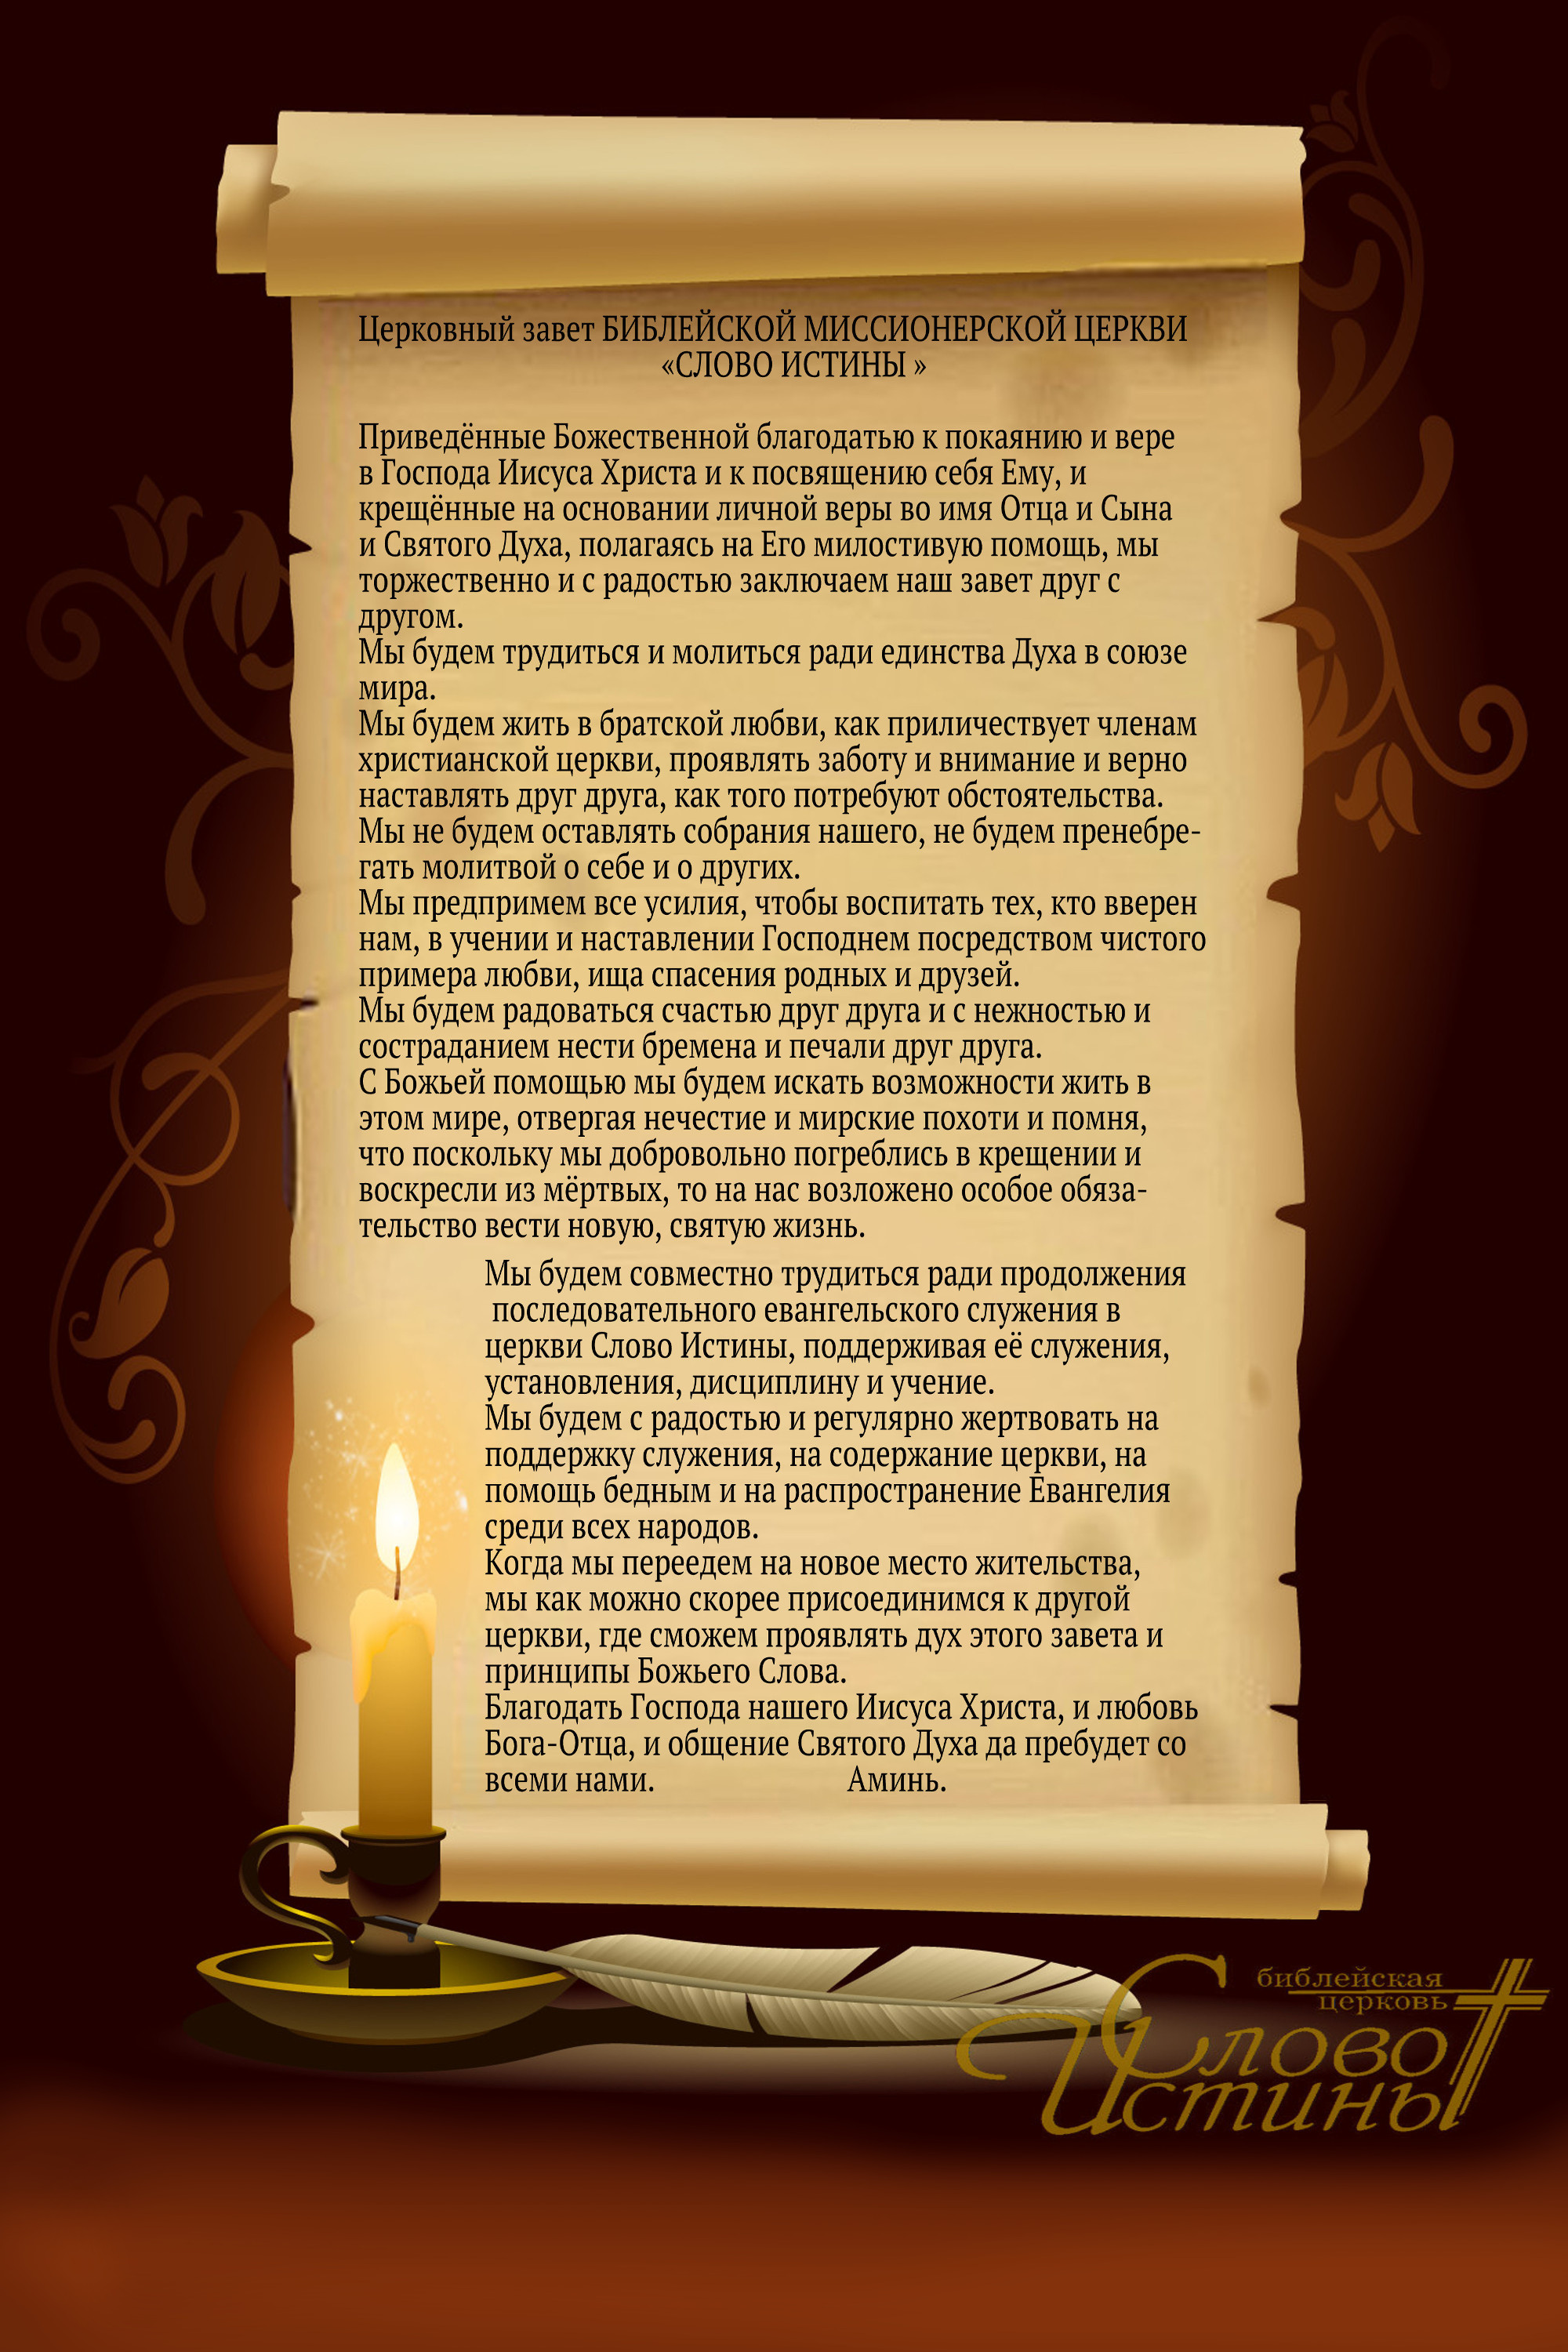 Церковный завет БИБЛЕЙСКОЙ МИССИОНЕРСКОЙ ЦЕРКВИ
«СЛОВО ИСТИНЫ »
Приведённые Божественной благодатью к покаянию и вере
в Господа Иисуса Христа и к посвящению себя Ему, и
крещённые на основании личной веры во имя Отца и Сына
и Святого Духа, полагаясь на Его милостивую помощь, мы
торжественно и с радостью заключаем наш завет друг с
другом.
Мы будем трудиться и молиться ради единства Духа в союзе
мира.
Мы будем жить в братской любви, как приличествует членам
христианской церкви, проявлять заботу и внимание и верно
наставлять друг друга, как того потребуют обстоятельства.
Мы не будем оставлять собрания нашего, не будем пренебре-
гать молитвой о себе и о других.
Мы предпримем все усилия, чтобы воспитать тех, кто вверен
нам, в учении и наставлении Господнем посредством чистого
примера любви, ища спасения родных и друзей.
Мы будем радоваться счастью друг друга и с нежностью и
состраданием нести бремена и печали друг друга.
С Божьей помощью мы будем искать возможности жить в
этом мире, отвергая нечестие и мирские похоти и помня,
что поскольку мы добровольно погреблись в крещении и
воскресли из мёртвых, то на нас возложено особое обяза-
тельство вести новую, святую жизнь.
Мы будем совместно трудиться ради продолжения
последовательного евангельского служения в
церкви Слово Истины, поддерживая её служения,
установления, дисциплину и учение.
Мы будем с радостью и регулярно жертвовать на
поддержку служения, на содержание церкви, на
помощь бедным и на распространение Евангелия
среди всех народов.
Когда мы переедем на новое место жительства,
мы как можно скорее присоединимся к другой
церкви, где сможем проявлять дух этого завета и
принципы Божьего Слова.
Благодать Господа нашего Иисуса Христа, и любовь
Бога-Отца, и общение Святого Духа да пребудет со
всеми нами. Аминь.
библейская
церковь
Слово
Истины